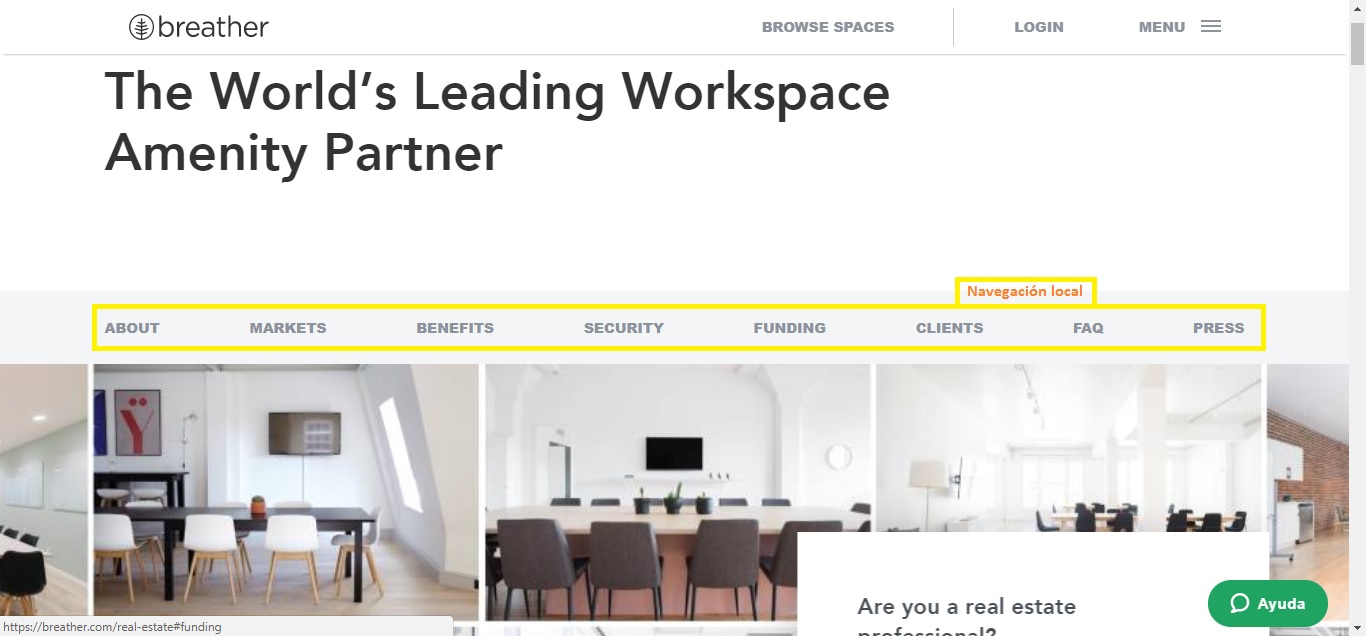 breather
BROWSE SPACES
LOGIN
MENU
The World’s Leading Workspace
Amenity Partner
Navegación local
ABOUT
MARKETS
BENEFITS
SECURITY
FUNDING
CLIENTS
FAQ
PRESS
Ÿ
Are you a real estate
professional?
Ayuda
https://breather.com/real-estate#funding